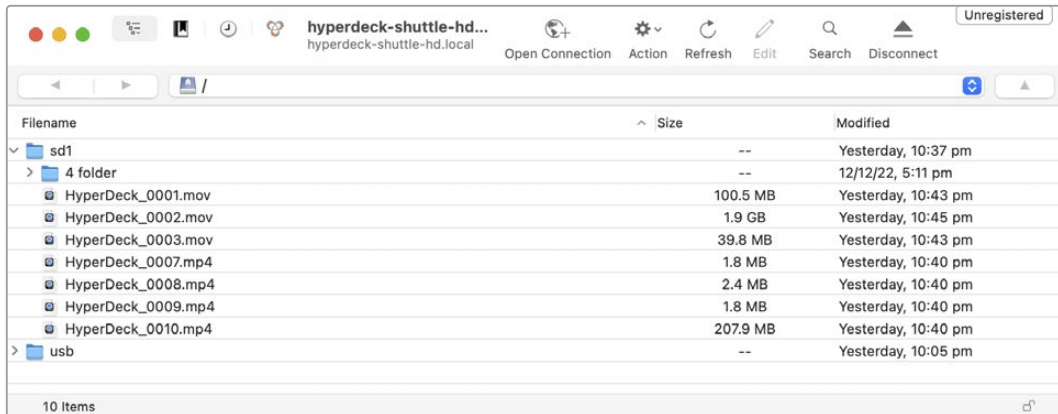 Unregistered
hyperdeck-shuttle-hd...
hyperdeck-shuttle-hd.local
Open Connection Action Refresh Edit Search Disconnect
/
Filename Size Modified
sd1 -- Yesterday, 10:37 pm
4 folder -- 12/12/22, 5:11 pm
HyperDeck_0001.mov 100.5 MB Yesterday, 10:43 pm
HyperDeck_0002.mov 1.9 GB Yesterday, 10:45 pm
HyperDeck_0003.mov 39.8 MB Yesterday, 10:43 pm
HyperDeck_0007.mp4 1.8 MB Yesterday, 10:40 pm
HyperDeck_0008.mp4 2.4 MB Yesterday, 10:40 pm
HyperDeck_0009.mp4 1.8 MB Yesterday, 10:40 pm
HyperDeck_0010.mp4 207.9 MB Yesterday, 10:40 pm
usb -- Yesterday, 10:05 pm
10 Items